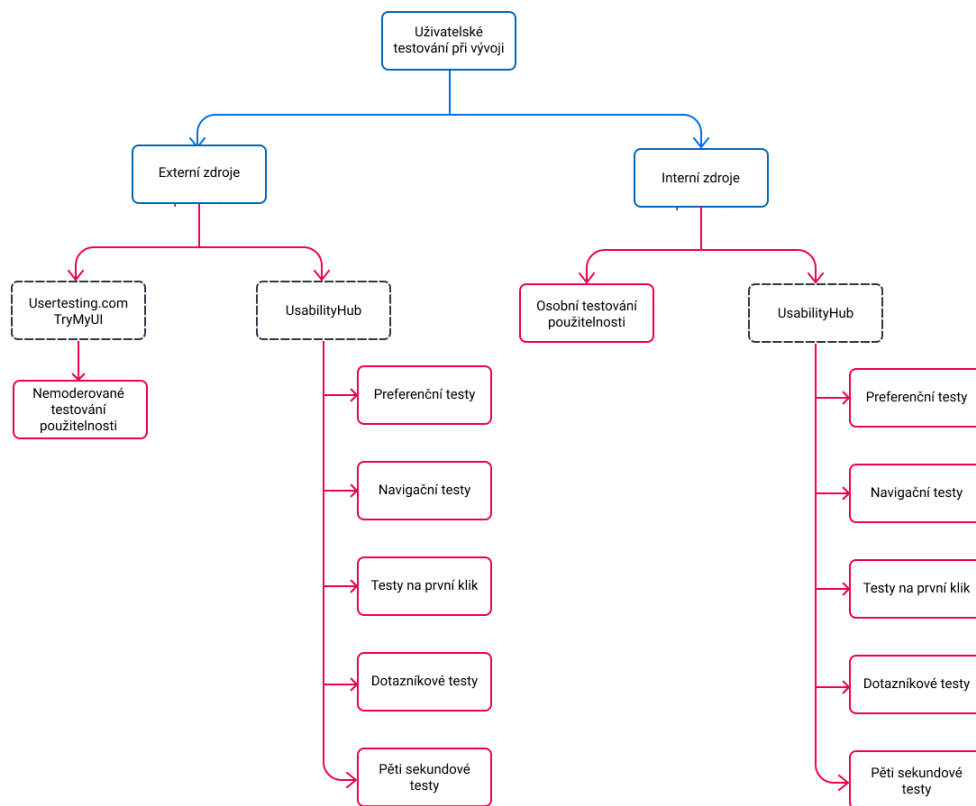 Uživatelské
testování při vývoji
Externí zdroje
Interní zdroje
Usertesting.com
TryMyUI
UsabilityHub
Osobní testování
použitelnosti
UsabilityHub
Nemoderované
testování
použitelnosti
Preferenční testy
Preferenční testy
Navigační testy
Navigační testy
Testy na první klik
Testy na první klik
Dotazníkové testy
Dotazníkové testy
Pěti sekundové
testy
Pěti sekundové
testy